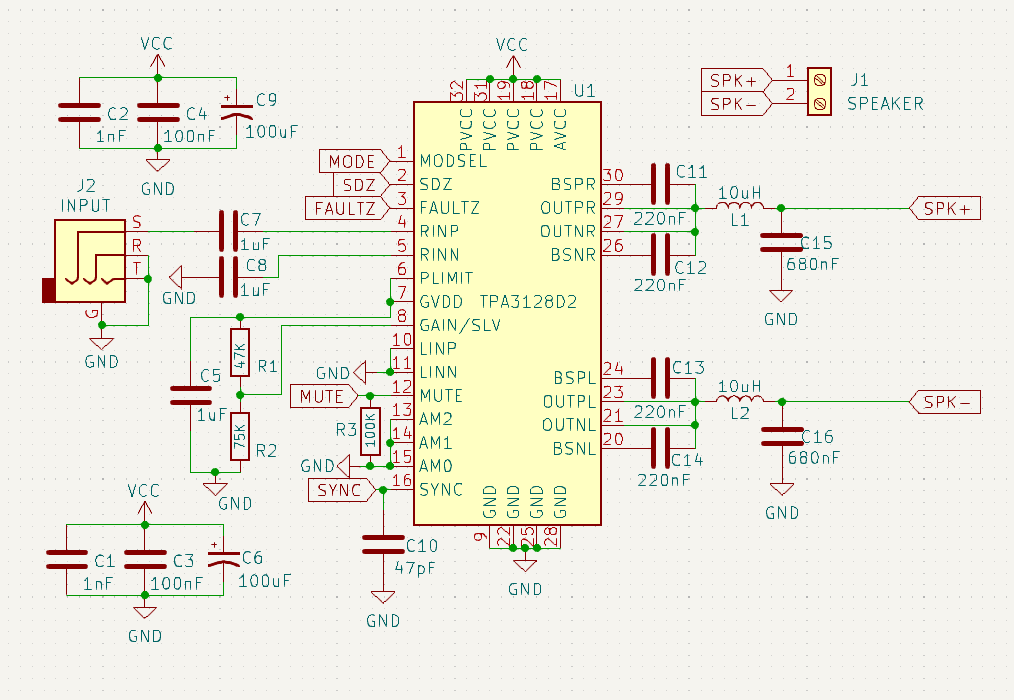 VCC
C2
1nF
C4
100nF
+
C9
100uF
GND
VCC
SPK+
1
J1
SPK-
2
SPEAKER
32
31
19
18
17
U1
PVCC
PVCC
PVCC
PVCC
AVCC
MODE
1
MODSEL
SDZ
2
SDZ
FAULTZ
3
FAULTZ
4
RINP
5
RINN
6
PLIMIT
7
GVDD
TPA3128D2
8
GAIN/SLV
10
LINP
11
LINN
12
MUTE
13
AM2
14
AM1
15
AM0
16
SYNC
BSPR
30
OUTPR
29
OUTNR
27
BSNR
26
BSPL
24
OUTPL
23
OUTNL
21
BSNL
20
GND
GND
GND
GND
9
22
25
28
GND
J2
INPUT
S
R
T
G
GND
C7
1uF
C8
1uF
GND
47K
R1
C5
1uF
75K
R2
GND
GND
MUTE
R3
100K
GND
SYNC
C10
47pF
GND
C11
220nF
C12
220nF
10uH
L1
SPK+
C15
680nF
GND
C13
220nF
C14
220nF
10uH
L2
SPK-
C16
680nF
GND
VCC
C1
1nF
C3
100nF
+
C6
100uF
GND